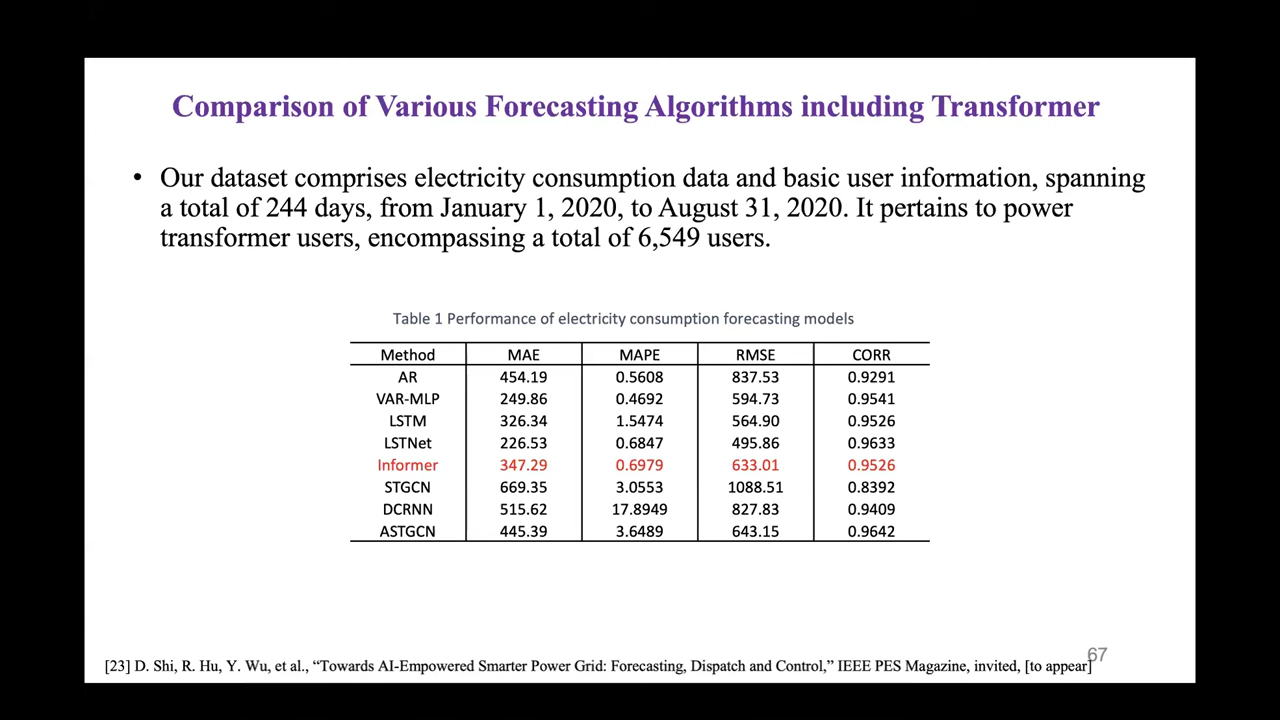 Comparison of Various Forecasting Algorithms including Transformer
• Our dataset comprises electricity consumption data and basic user information, spanning
a total of 244 days, from January 1, 2020, to August 31, 2020. It pertains to power
transformer users, encompassing a total of 6,549 users.
Table 1 Performance of electricity consumption forecasting models
Method MAE MAPE RMSE CORR
AR 454.19 0.5608 837.53 0.9291
VAR-MLP 249.86 0.4692 594.73 0.9541
LSTM 326.34 1.5474 564.90 0.9526
LSTNet 226.53 0.6847 495.86 0.9633
Informer 347.29 0.6979 633.01 0.9526
STGCN 669.35 3.0553 1088.51 0.8392
DCRNN 515.62 17.8949 827.83 0.9409
ASTGCN 445.39 3.6489 643.15 0.9642
67
[23] D. Shi, R. Hu, Y. Wu, et al., “Towards AI-Empowered Smarter Power Grid: Forecasting, Dispatch and Control,” IEEE PES Magazine, invited, [to appear]